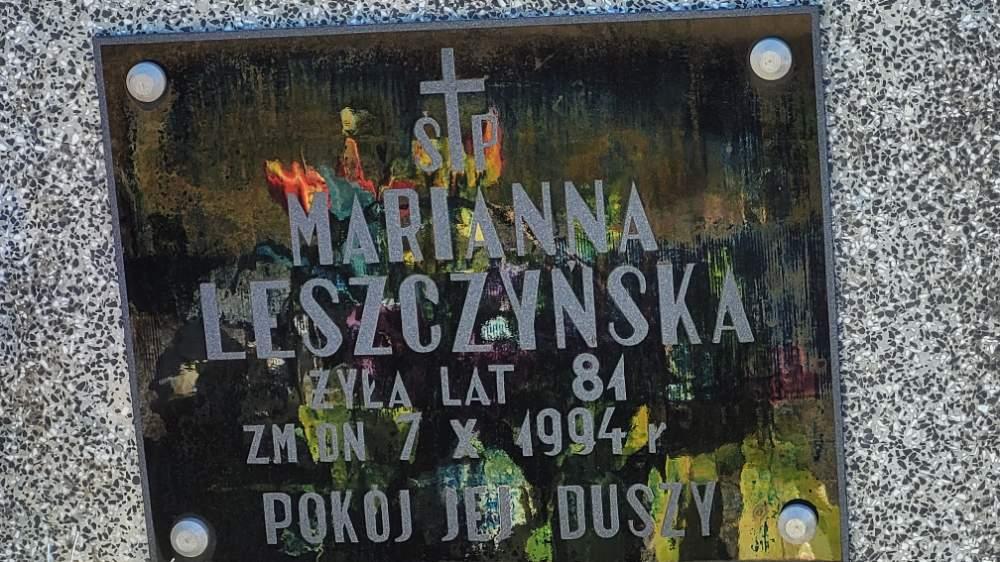 ŚP
MARIANNA
LESZCZYŃSKA
ŻYŁA LAT 81
ZM DN 7 X 1994 r
POKÓJ JEJ DUSZY